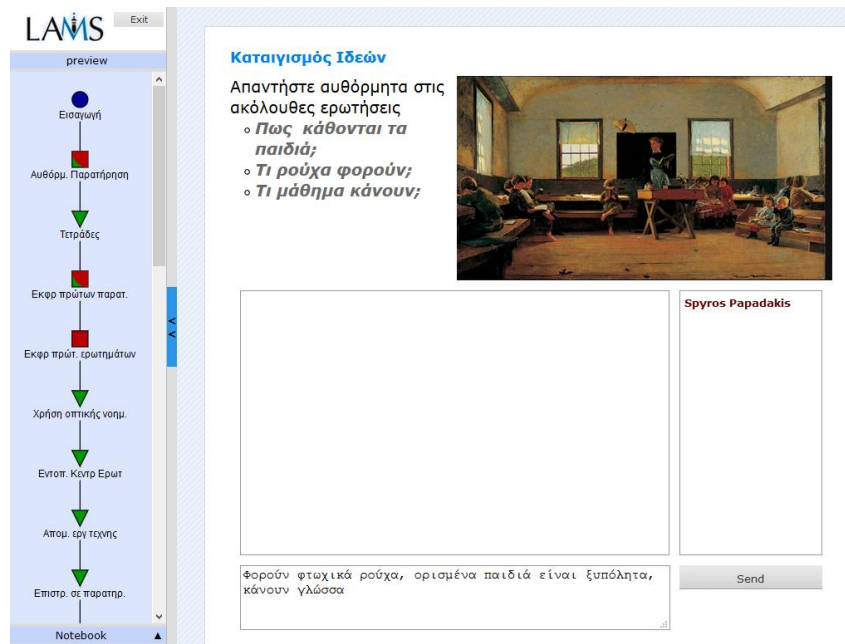 LAMS
Exit
preview
Εισαγωγή
Αυθόρμ. Παρατήρηση
Τετράδες
Εκφρ πρώτων παρατ.
Εκφρ πρώτ. ερωτημάτων
Χρήση οπτικής νοημ.
Εντοπ. Κεντρ Ερωτ
Απομ. εργ τεχνης
Επιστρ. σε παρατηρ.
Notebook
<
<
Καταιγισμός Ιδεών
Απαντήστε αυθόρμητα στις
ακόλουθες ερωτήσεις
Πως κάθονται τα
παιδιά;
Τι ρούχα φορούν;
Τι μάθημα κάνουν;
Spyros Papadakis
Φορούν φτωχικά ρούχα, ορισμένα παιδιά είναι ξυπόλητα,
κάνουν γλώσσα
Send